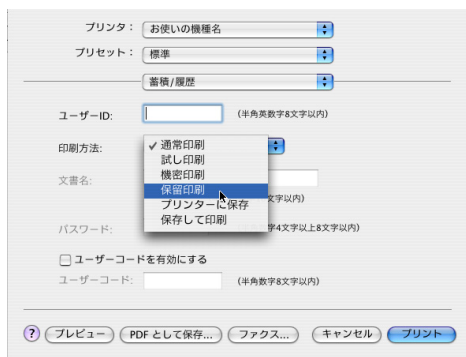 プリンタ： お使いの機種名
プリセット： 標準
蓄積/履歴
ユーザーID: (半角英数字8文字以内)
印刷方法: ✓ 通常印刷
試し印刷
機密印刷
文書名:
保留印刷
プリンターに保存 文字以内)
保存して印刷
パスワード: 字4文字以上8文字以内)
ユーザーコードを有効にする
ユーザーコード: (半角数字8文字以内)
? プレビュー PDF として保存... ファクス... キャンセル プリント